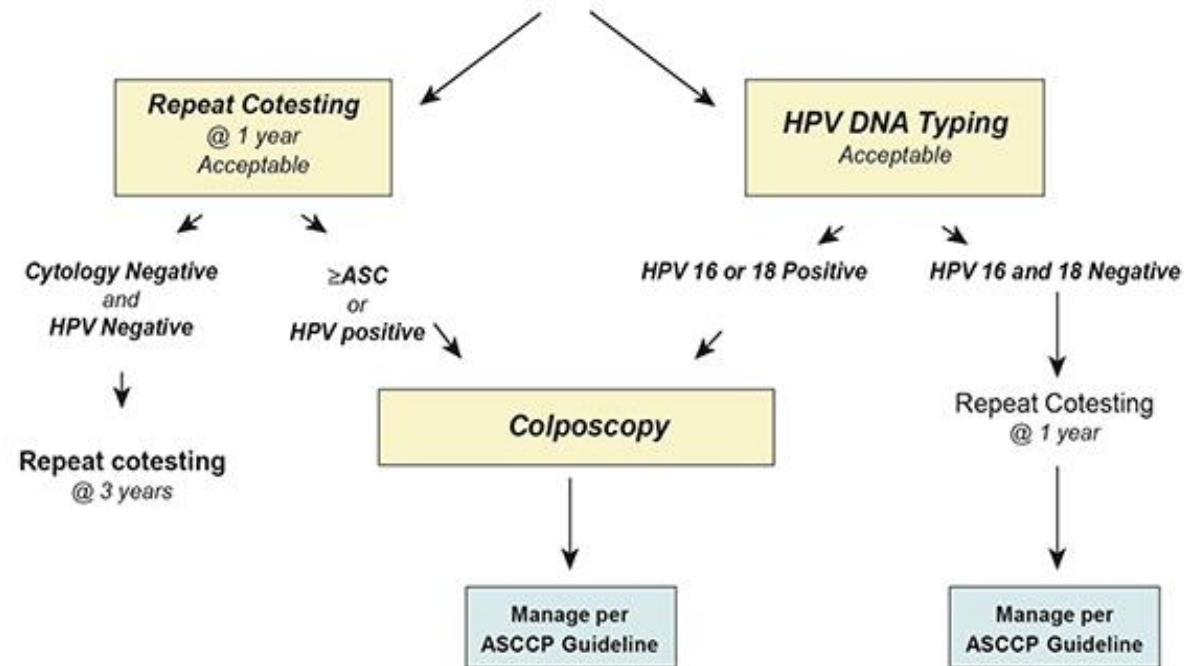 Repeat Cotesting
@ 1 year
Acceptable
HPV DNA Typing
Acceptable
Cytology Negative
and
HPV Negative
≥ASC
or
HPV positive
HPV 16 or 18 Positive
HPV 16 and 18 Negative
Repeat cotesting
@ 3 years
Colposcopy
Repeat Cotesting
@ 1 year
Manage per
ASCCP Guideline
Manage per
ASCCP Guideline